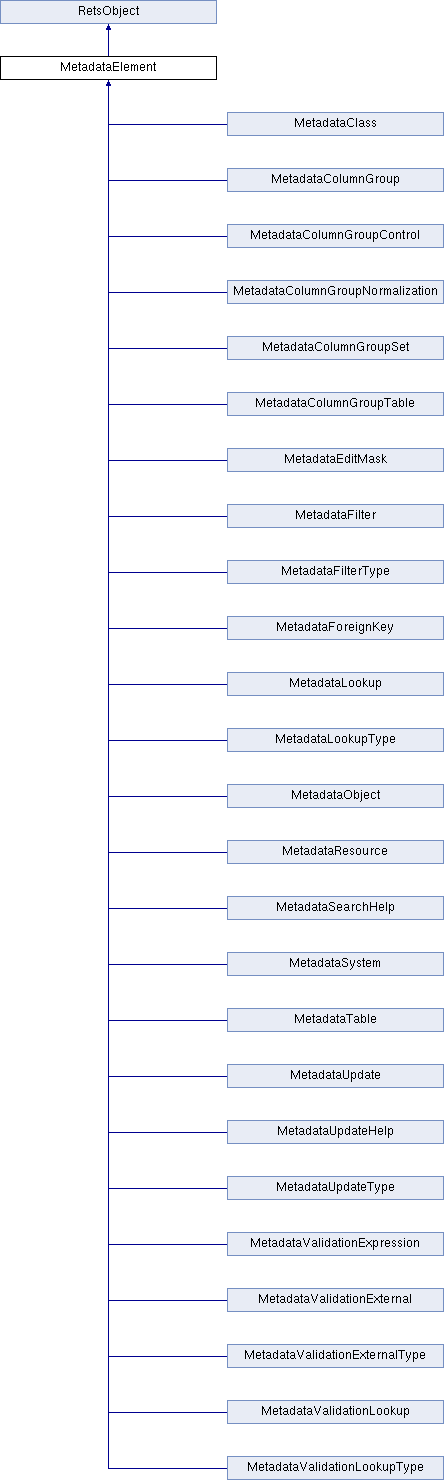 RetsObject
MetadataElement
MetadataClass
MetadataColumnGroup
MetadataColumnGroupControl
MetadataColumnGroupNormalization
MetadataColumnGroupSet
MetadataColumnGroupTable
MetadataEditMask
MetadataFilter
MetadataFilterType
MetadataForeignKey
MetadataLookup
MetadataLookupType
MetadataObject
MetadataResource
MetadataSearchHelp
MetadataSystem
MetadataTable
MetadataUpdate
MetadataUpdateHelp
MetadataUpdateType
MetadataValidationExpression
MetadataValidationExternal
MetadataValidationExternalType
MetadataValidationLookup
MetadataValidationLookupType